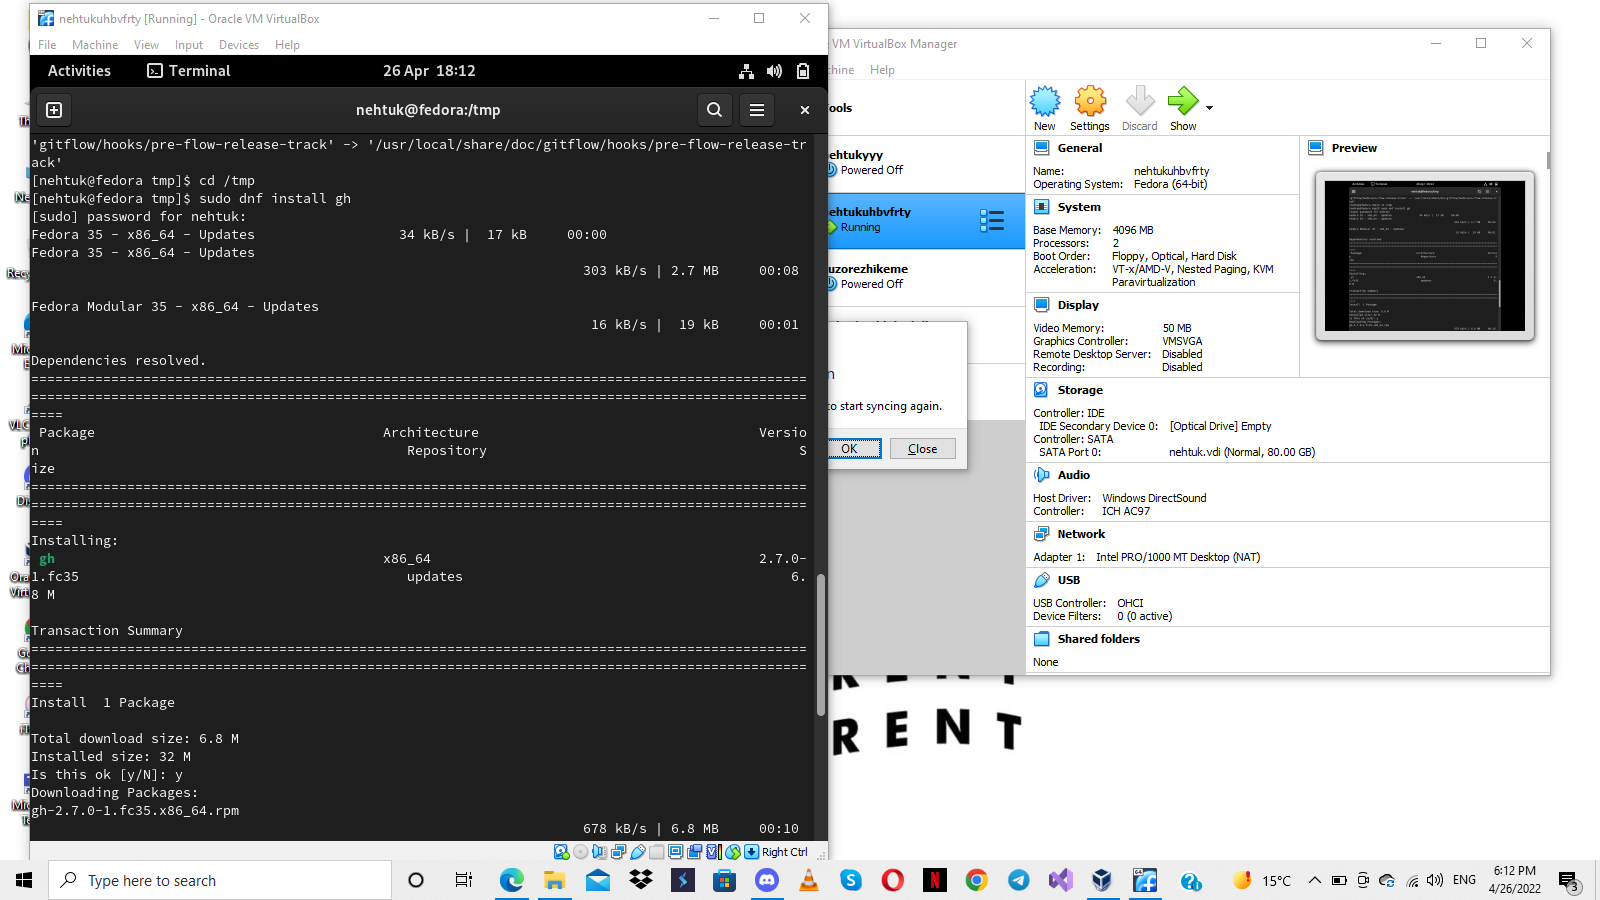 nehtukuhbvfrty [Running] - Oracle VM VirtualBox
File Machine View Input Devices Help
Activities Terminal 26 Apr 18:12
nehtuk@fedora:/tmp
'gitflow/hooks/pre-flow-release-track' -> '/usr/local/share/doc/gitflow/hooks/pre-flow-release-tr
ack'
[nehtuk@fedora tmp]$ cd /tmp
[nehtuk@fedora tmp]$ sudo dnf install gh
[sudo] password for nehtuk:
Fedora 35 - x86_64 - Updates 34 kB/s | 17 kB 00:00
Fedora 35 - x86_64 - Updates
303 kB/s | 2.7 MB 00:08
Fedora Modular 35 - x86_64 - Updates
16 kB/s | 19 kB 00:01
Dependencies resolved.
=================================================================================================
=================================================================================================
====
Package Architecture Versio
n Repository S
ize
=================================================================================================
=================================================================================================
====
Installing:
gh x86_64 2.7.0-
1.fc35 updates 6.
8 M
Transaction Summary
=================================================================================================
=================================================================================================
====
Install 1 Package
Total download size: 6.8 M
Installed size: 32 M
Is this ok [y/N]: y
Downloading Packages:
gh-2.7.0-1.fc35.x86_64.rpm
678 kB/s | 6.8 MB 00:10
Right Ctrl
VM VirtualBox Manager
chine Help
ools
New Settings Discard Show
nehtukyyy
Powered Off
nehtukuhbvfrty
Running
uzorezhikeme
Powered Off
n
to start syncing again.
OK Close
General
Name: nehtukuhbvfrty
Operating System: Fedora (64-bit)
System
Base Memory: 4096 MB
Processors: 2
Boot Order: Floppy, Optical, Hard Disk
Acceleration: VT-x/AMD-V, Nested Paging, KVM
Paravirtualization
Preview
Display
Video Memory: 50 MB
Graphics Controller: VMSVGA
Remote Desktop Server: Disabled
Recording: Disabled
Storage
Controller: IDE
IDE Secondary Device 0: [Optical Drive] Empty
Controller: SATA
SATA Port 0: nehtuk.vdi (Normal, 80.00 GB)
Audio
Host Driver: Windows DirectSound
Controller: ICH AC97
Network
Adapter 1: Intel PRO/1000 MT Desktop (NAT)
USB
USB Controller: OHCI
Device Filters: 0 (0 active)
Shared folders
None
RENT
Type here to search
15°C ENG 6:12 PM
4/26/2022
3